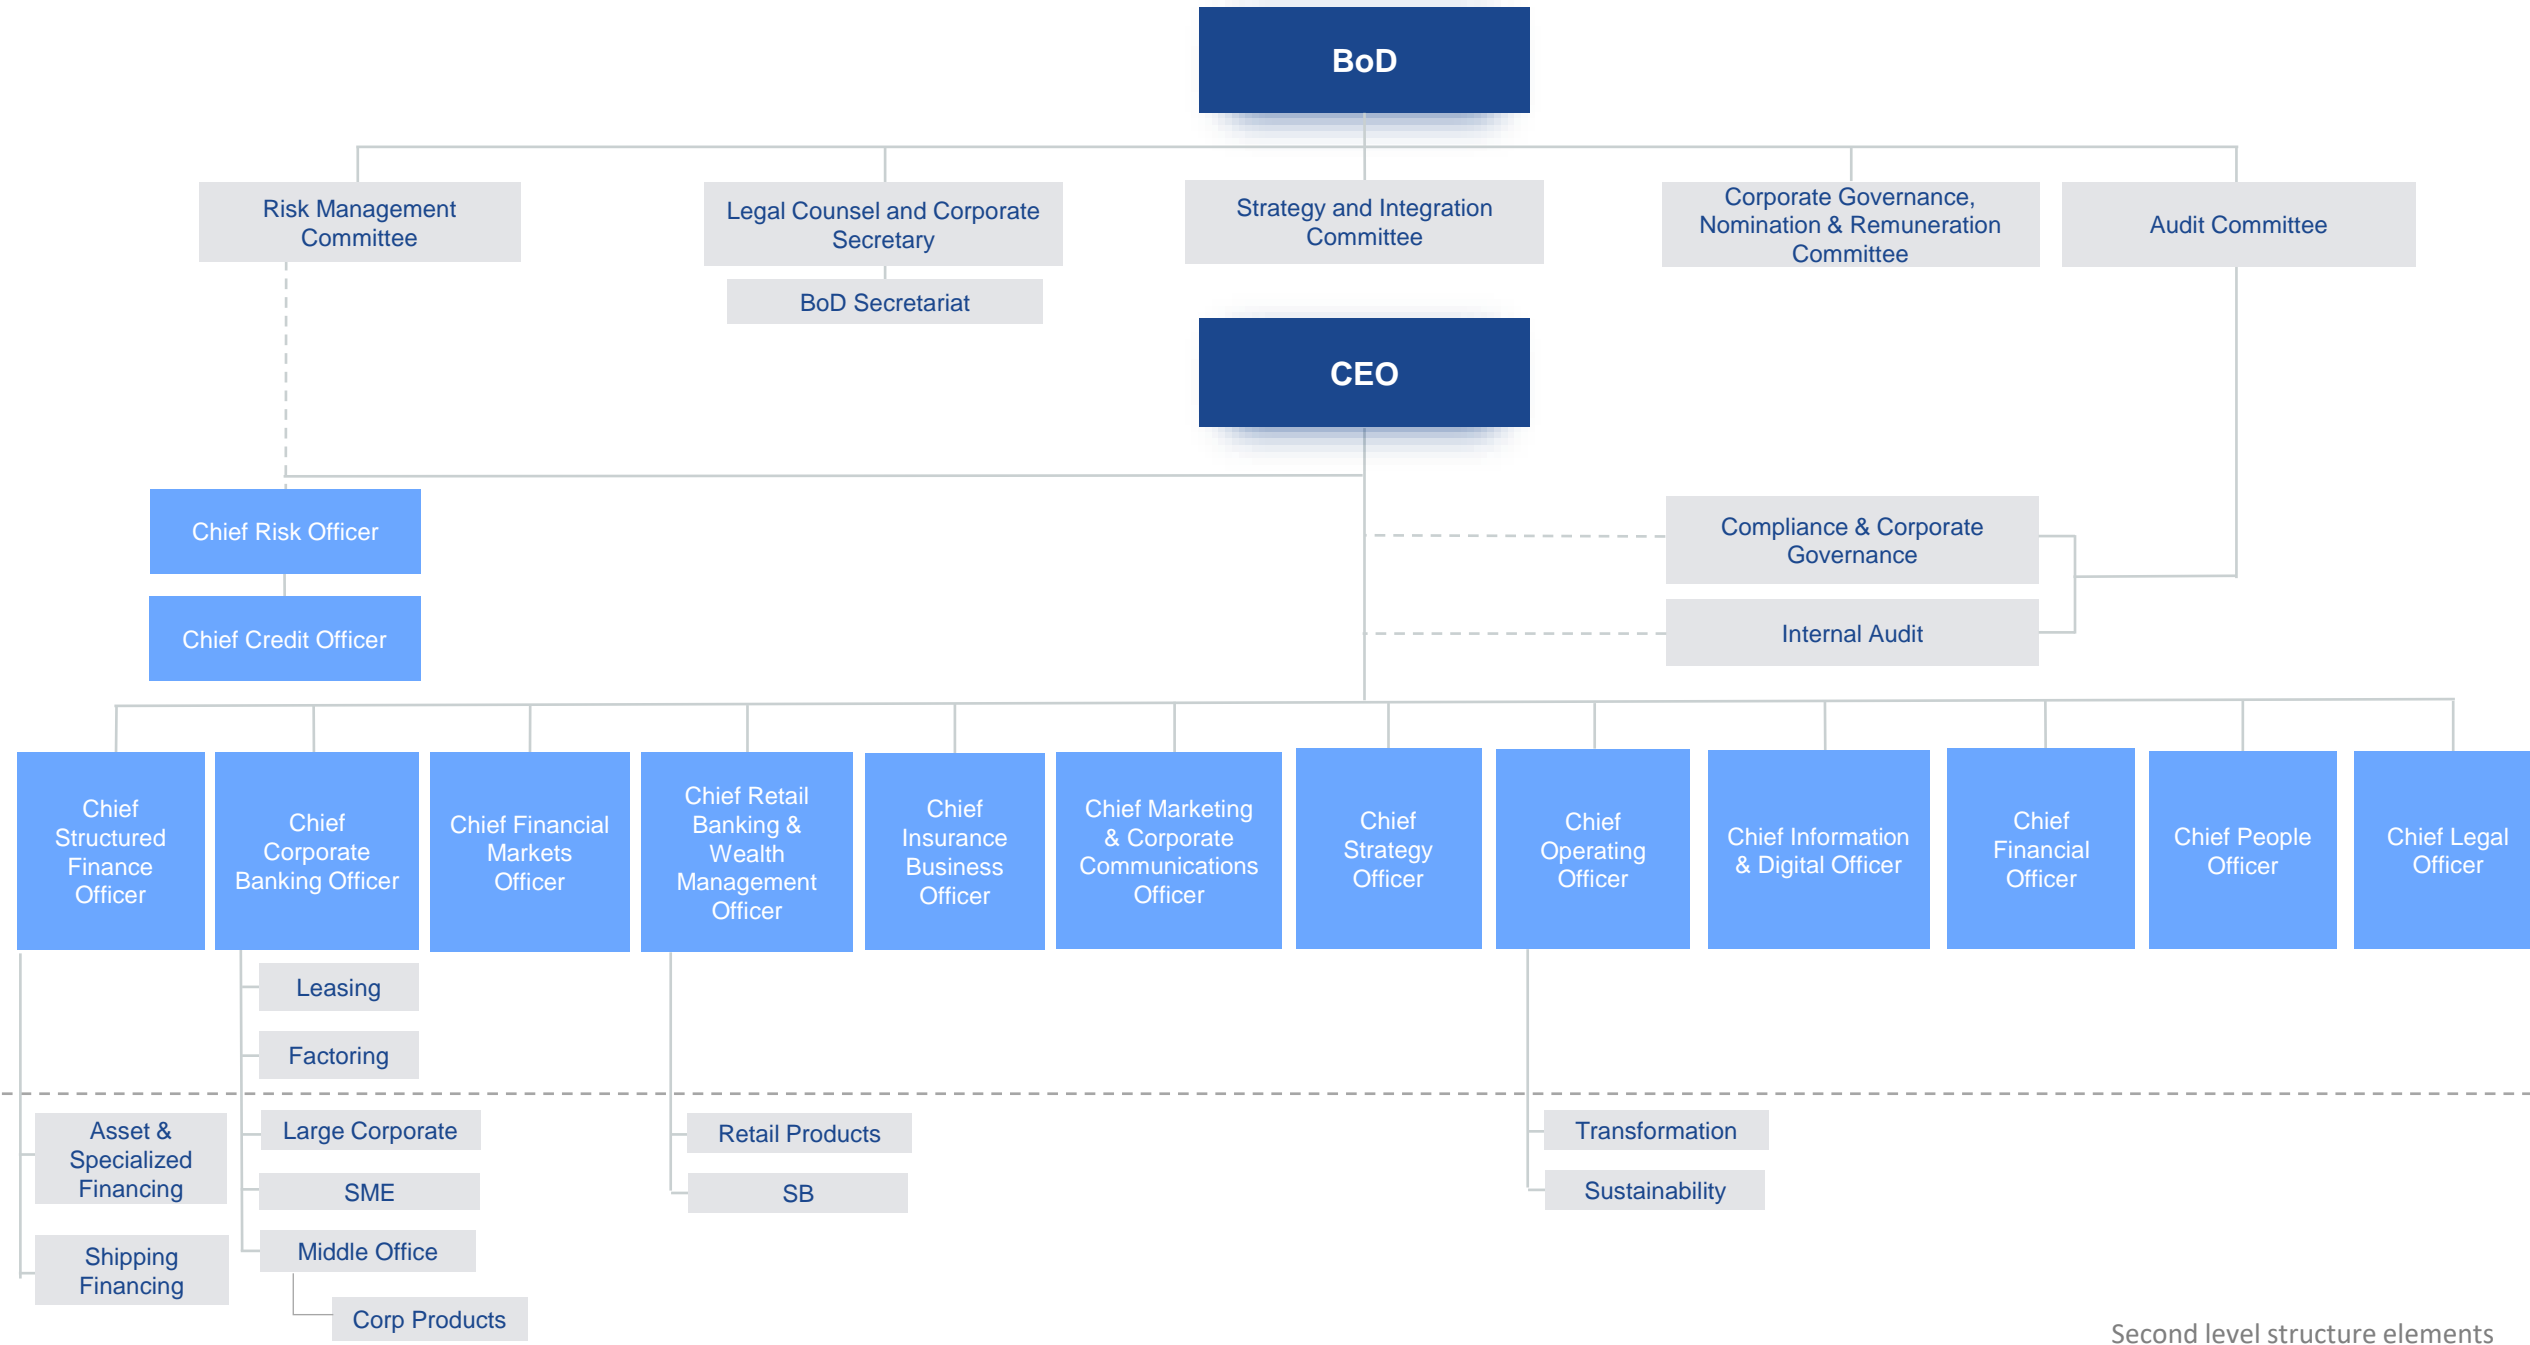 BoD
Risk Management
Committee
Legal Counsel and Corporate
Secretary
Strategy and Integration
Committee
Corporate Governance,
Nomination & Remuneration
Committee
Audit Committee
BoD Secretariat
CEO
Chief Risk Officer
Compliance & Corporate
Governance
Chief Credit Officer
Internal Audit
Chief
Structured
Finance
Officer
Chief
Corporate
Banking Officer
Chief Financial
Markets
Officer
Chief Retail
Banking &
Wealth
Management
Officer
Chief
Insurance
Business
Officer
Chief Marketing
& Corporate
Communications
Officer
Chief
Strategy
Officer
Chief
Operating
Officer
Chief Information
& Digital Officer
Chief
Financial
Officer
Chief People
Officer
Chief Legal
Officer
Leasing
Factoring
Asset &
Specialized
Financing
Large Corporate
Retail Products
Transformation
SME
SB
Sustainability
Shipping
Financing
Middle Office
Corp Products
Second level structure elements